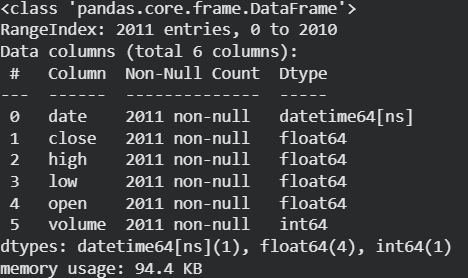 <class 'pandas.core.frame.DataFrame'>
RangeIndex: 2011 entries, 0 to 2010
Data columns (total 6 columns):
 #   Column  Non-Null Count  Dtype
---  ------  --------------  -----
 0   date    2011 non-null   datetime64[ns]
 1   close   2011 non-null   float64
 2   high    2011 non-null   float64
 3   low     2011 non-null   float64
 4   open    2011 non-null   float64
 5   volume  2011 non-null   int64
dtypes: datetime64[ns](1), float64(4), int64(1)
memory usage: 94.4 KB